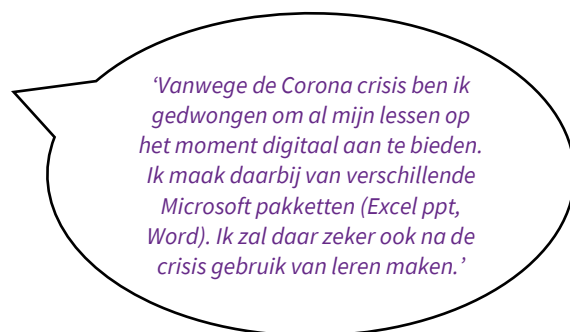 ‘Vanwege de Corona crisis ben ik
gedwongen om al mijn lessen op
het moment digitaal aan te bieden.
Ik maak daarbij van verschillende
Microsoft pakketten (Excel ppt,
Word). Ik zal daar zeker ook na de
crisis gebruik van leren maken.’